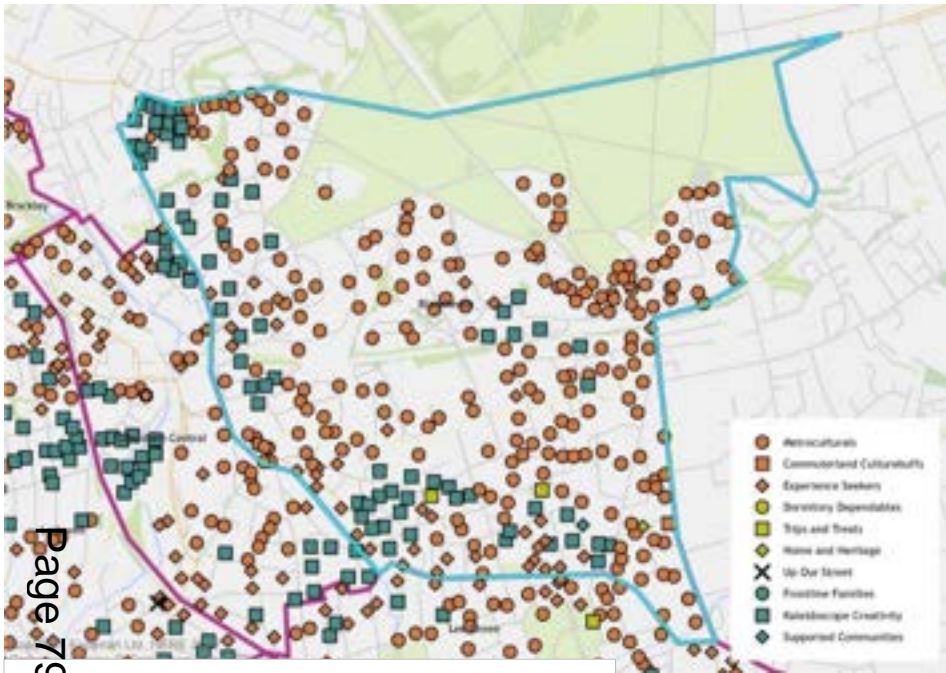 Brockley
Central
Metroculturals
Commuterland Culturebuffs
Experience Seekers
Dormitory Dependables
Trips and Treats
Home and Heritage
Up Our Street
Frontline Families
Kaleidoscope Creativity
Supported Communities
Page 79